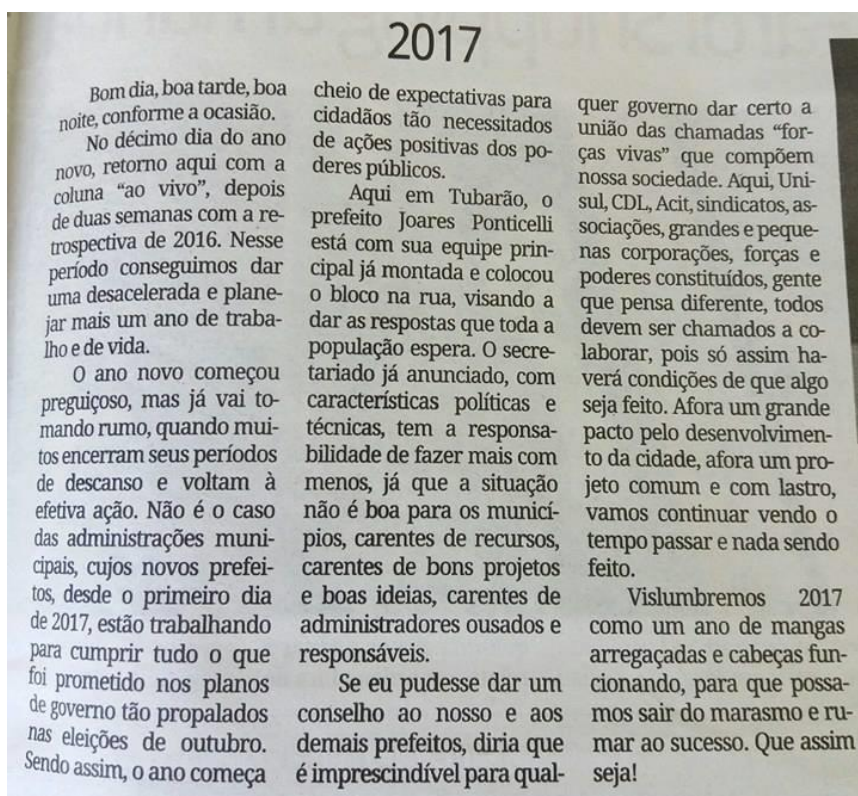 2017
Bom dia, boa tarde, boa
noite, conforme a ocasião.
No décimo dia do ano
novo, retorno aqui com a
coluna “ao vivo”, depois
de duas semanas com a re-
trospectiva de 2016. Nesse
período conseguimos dar
uma desacelerada e plane-
jar mais um ano de traba-
lho e de vida.
O ano novo começou
preguiçoso, mas já vai to-
mando rumo, quando mui-
tos encerram seus períodos
de descanso e voltam à
efetiva ação. Não é o caso
das administrações muni-
cipais, cujos novos prefei-
tos, desde o primeiro dia
de 2017, estão trabalhando
para cumprir tudo o que
foi prometido nos planos
de governo tão propalados
nas eleições de outubro.
Sendo assim, o ano começa
cheio de expectativas para
cidadãos tão necessitados
de ações positivas dos po-
deres públicos.
Aqui em Tubarão, o
prefeito Joares Ponticelli
está com sua equipe prin-
cipal já montada e colocou
o bloco na rua, visando a
dar as respostas que toda a
população espera. O secre-
tariado já anunciado, com
características políticas e
técnicas, tem a responsa-
bilidade de fazer mais com
menos, já que a situação
não é boa para os municí-
pios, carentes de recursos,
carentes de bons projetos
e boas ideias, carentes de
administradores ousados e
responsáveis.
Se eu pudesse dar um
conselho ao nosso e aos
demais prefeitos, diria que
é imprescindível para qual-
quer governo dar certo a
união das chamadas “for-
ças vivas” que compõem
nossa sociedade. Aqui, Uni-
sul, CDL, Acit, sindicatos, as-
sociações, grandes e peque-
nas corporações, forças e
poderes constituídos, gente
que pensa diferente, todos
devem ser chamados a co-
laborar, pois só assim ha-
verá condições de que algo
seja feito. Afora um grande
pacto pelo desenvolvimen-
to da cidade, afora um pro-
jeto comum e com lastro,
vamos continuar vendo o
tempo passar e nada sendo
feito.
Vislumbremos 2017
como um ano de mangas
arregaçadas e cabeças fun-
cionando, para que possa-
mos sair do marasmo e ru-
mar ao sucesso. Que assim
seja!